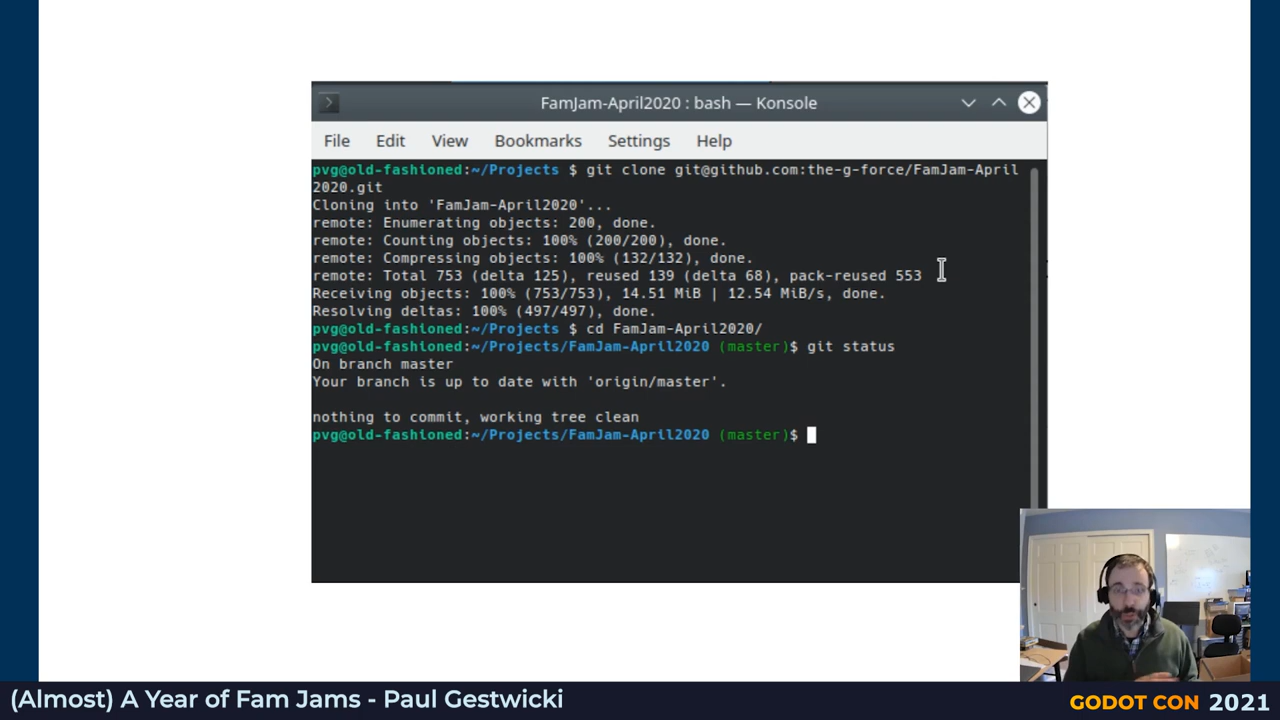 FamJam-April2020 : bash — Konsole
File Edit View Bookmarks Settings Help
pvg@old-fashioned:~/Projects $ git clone git@github.com:the-g-force/FamJam-April
2020.git
Cloning into 'FamJam-April2020'...
remote: Enumerating objects: 200, done.
remote: Counting objects: 100% (200/200), done.
remote: Compressing objects: 100% (132/132), done.
remote: Total 753 (delta 125), reused 139 (delta 68), pack-reused 553
Receiving objects: 100% (753/753), 14.51 MiB | 12.54 MiB/s, done.
Resolving deltas: 100% (497/497), done.
pvg@old-fashioned:~/Projects $ cd FamJam-April2020/
pvg@old-fashioned:~/Projects/FamJam-April2020 (master)$ git status
On branch master
Your branch is up to date with 'origin/master'.
nothing to commit, working tree clean
pvg@old-fashioned:~/Projects/FamJam-April2020 (master)$
(Almost) A Year of Fam Jams - Paul Gestwicki
GODOT CON 2021